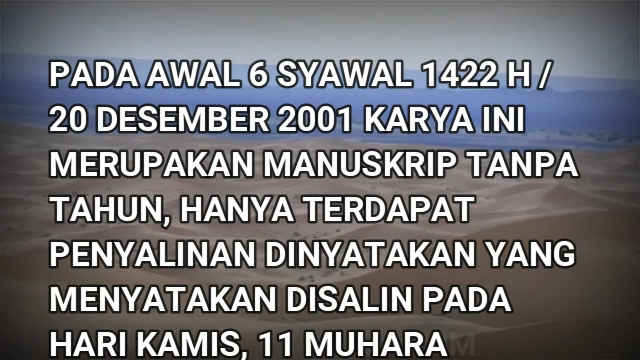 PADA AWAL 6 SYAWAL 1422 H /
20 DESEMBER 2001 KARYA INI
MERUPAKAN MANUSKRIP TANPA
TAHUN, HANYA TERDAPAT
PENYALINAN DINYATAKAN YANG
MENYATAKAN DISALIN PADA
HARI KAMIS, 11 MUHARA